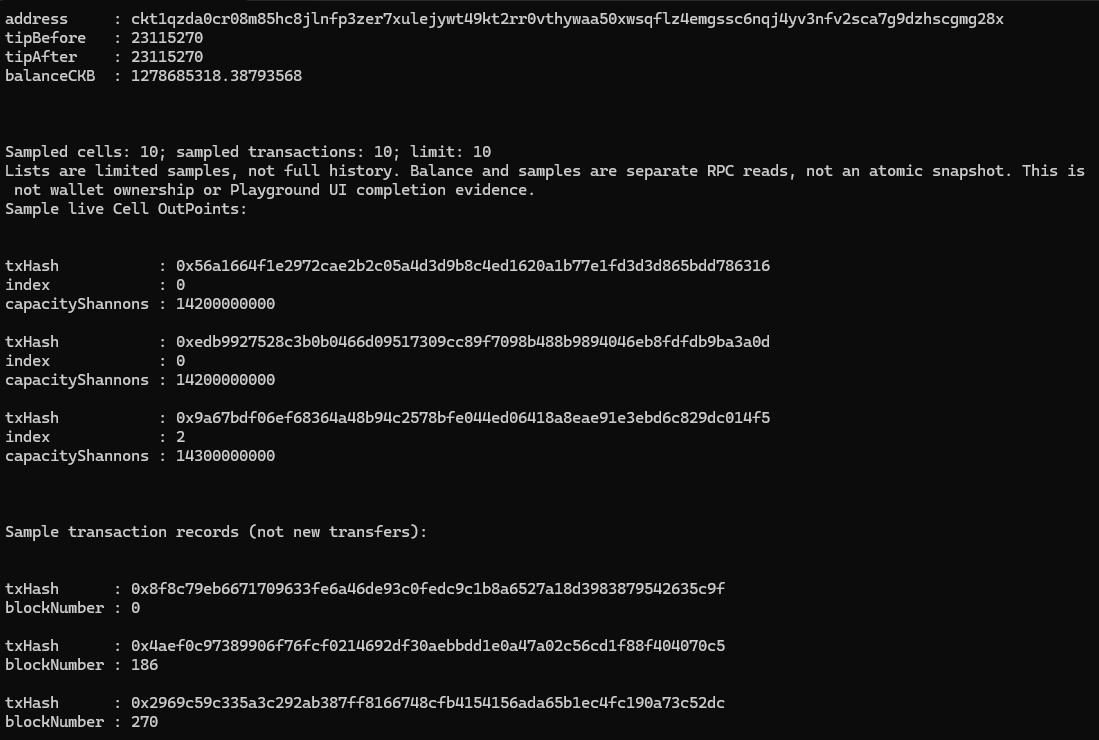 address     : ckt1qzda0cr08m85hc8jlnfp3zer7xulejywt49kt2rr0vthywaa50xwsqflz4emgssc6nqj4yv3nfv2sca7g9dzhscgmg28x
tipBefore   : 23115270
tipAfter    : 23115270
balanceCKB  : 1278685318.38793568
Sampled cells: 10; sampled transactions: 10; limit: 10
Lists are limited samples, not full history. Balance and samples are separate RPC reads, not an atomic snapshot. This is
 not wallet ownership or Playground UI completion evidence.
Sample live Cell OutPoints:
txHash           : 0x56a1664f1e2972cae2b2c05a4d3d9b8c4ed1620a1b77e1fd3d3d865bdd786316
index            : 0
capacityShannons : 14200000000
txHash           : 0xedb9927528c3b0b0466d09517309cc89f7098b488b9894046eb8fdfdb9ba3a0d
index            : 0
capacityShannons : 14200000000
txHash           : 0x9a67bdf06ef68364a48b94c2578bfe044ed06418a8eae91e3ebd6c829dc014f5
index            : 2
capacityShannons : 14300000000
Sample transaction records (not new transfers):
txHash      : 0x8f8c79eb6671709633fe6a46de93c0fedc9c1b8a6527a18d3983879542635c9f
blockNumber : 0
txHash      : 0x4aef0c97389906f76fcf0214692df30aebbdd1e0a47a02c56cd1f88f404070c5
blockNumber : 186
txHash      : 0x2969c59c335a3c292ab387ff8166748cfb4154156ada65b1ec4fc190a73c52dc
blockNumber : 270